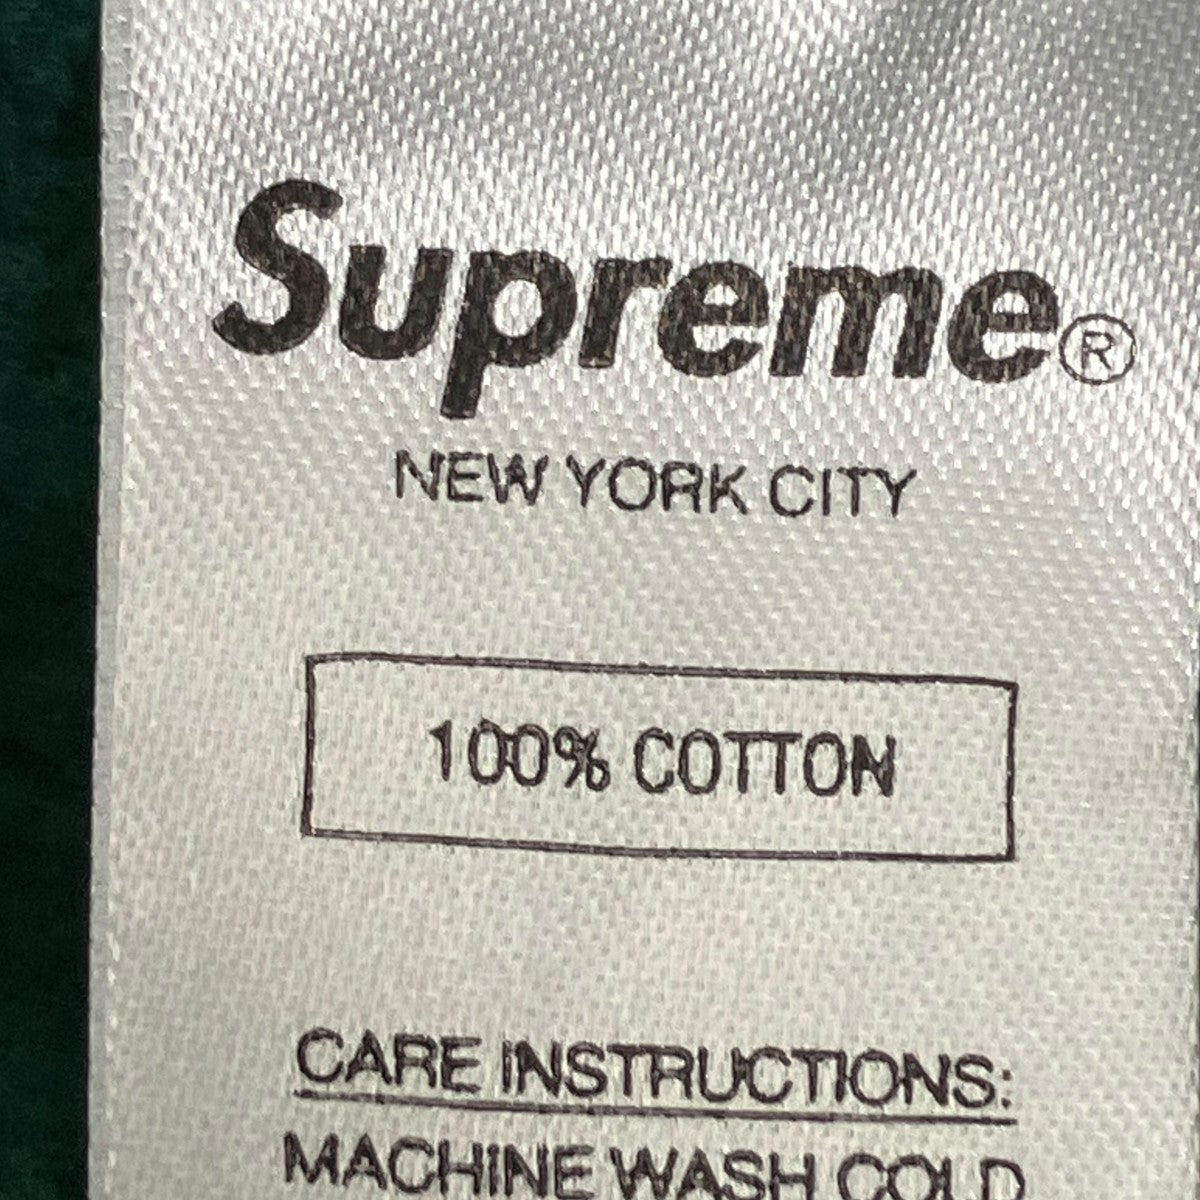 Supreme®
NEW YORK CITY
100% COTTON
CARE INSTRUCTIONS:
MACHINE WASH COLD